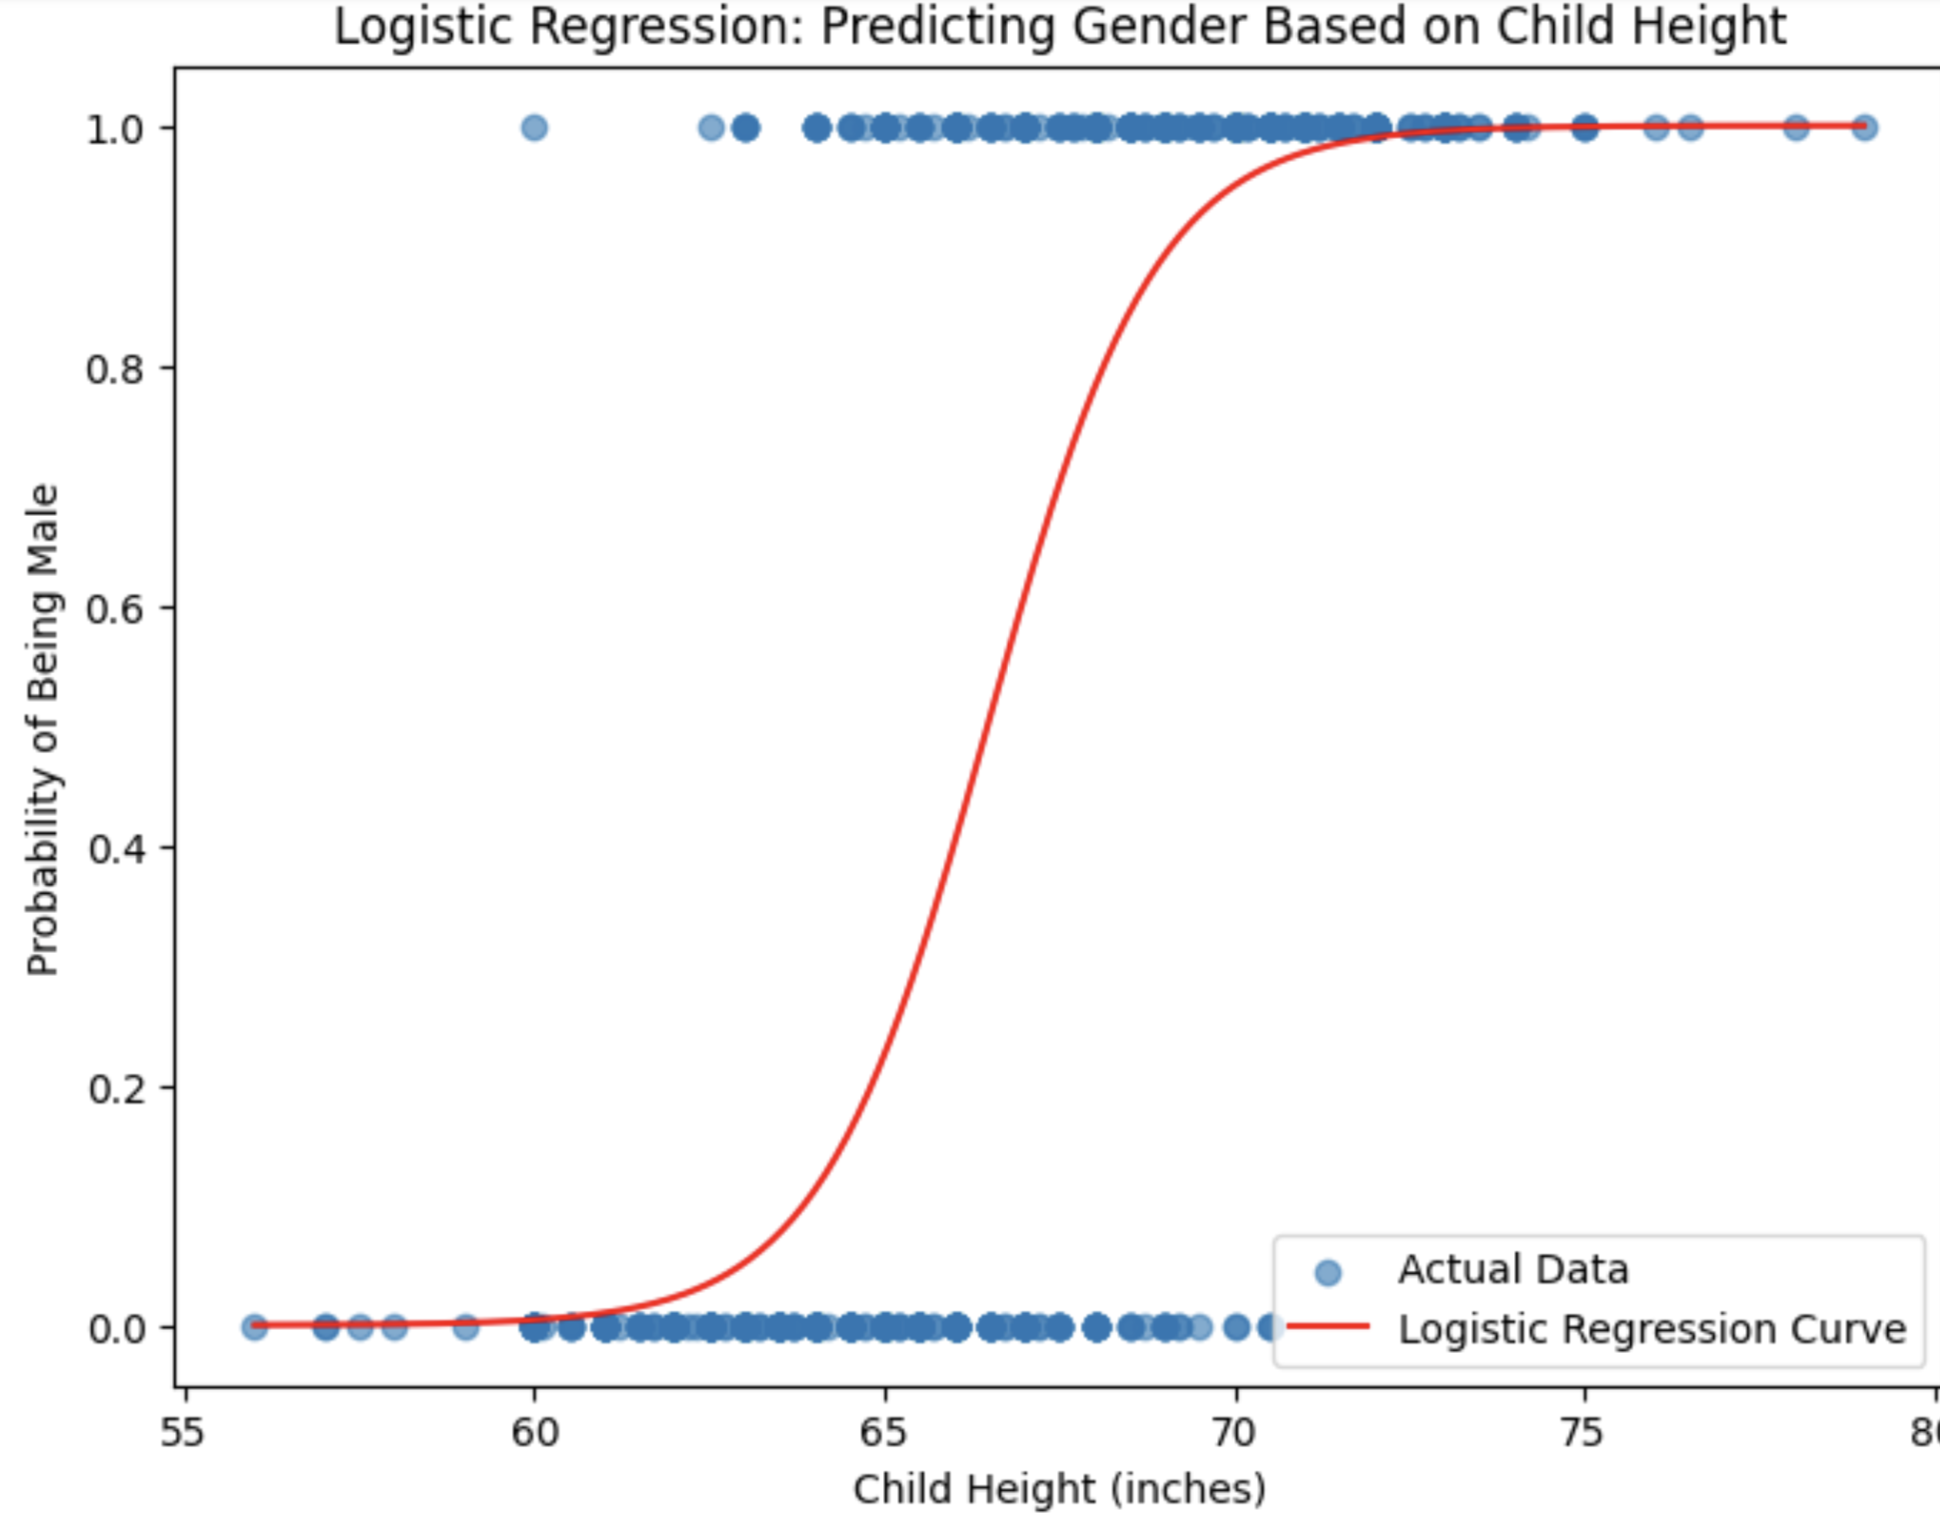 Logistic Regression: Predicting Gender Based on Child Height
Probability of Being Male
1.0
0.8
0.6
0.4
0.2
0.0
Actual Data
Logistic Regression Curve
55 60 65 70 75
Child Height (inches)